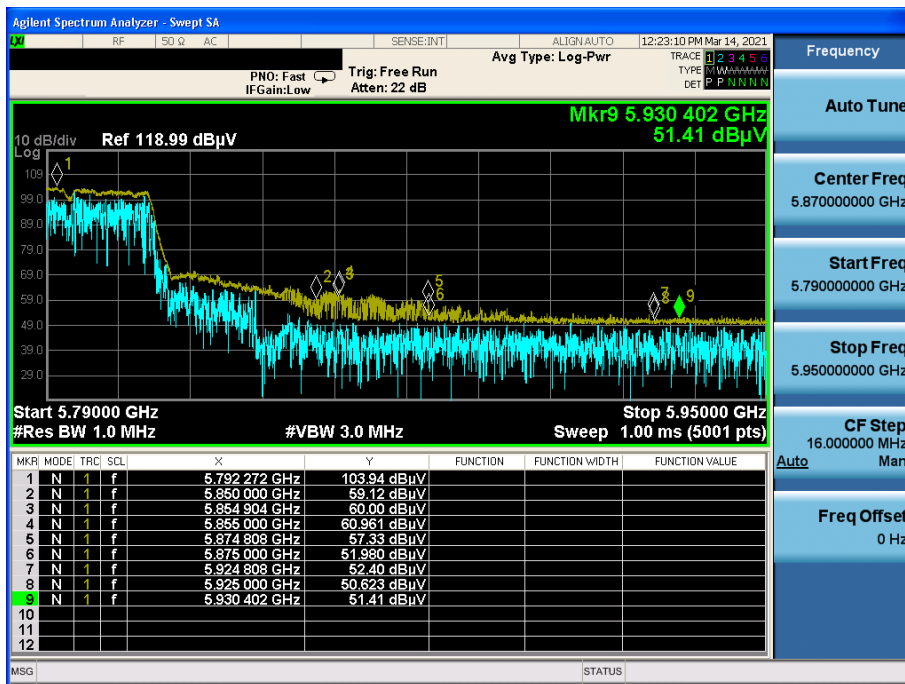 Agilent Spectrum Analyzer - Swept SA
LXI RF 50 Ω AC SENSE:INT ALIGN AUTO 12:23:10 PM Mar 14, 2021
Avg Type: Log-Pwr TRACE 1 2 3 4 5 6
PNO: Fast Trig: Free Run TYPE M W
IFGain:Low Atten: 22 dB DET P P N N N N
Mkr9 5.930 402 GHz
51.41 dBµV
10 dB/div Ref 118.99 dBµV
Log
109
99.0
89.0
79.0
69.0
59.0
49.0
39.0
29.0
1
2
4
5
6
7
8
9
Start 5.79000 GHz Stop 5.95000 GHz
#Res BW 1.0 MHz #VBW 3.0 MHz Sweep 1.00 ms (5001 pts)
MKR MODE TRC SCL X Y FUNCTION FUNCTION WIDTH FUNCTION VALUE
1 N 1 f 5.792 272 GHz 103.94 dBµV
2 N 1 f 5.850 000 GHz 59.12 dBµV
3 N 1 f 5.854 904 GHz 60.00 dBµV
4 N 1 f 5.855 000 GHz 60.961 dBµV
5 N 1 f 5.874 808 GHz 57.33 dBµV
6 N 1 f 5.875 000 GHz 51.980 dBµV
7 N 1 f 5.924 808 GHz 52.40 dBµV
8 N 1 f 5.925 000 GHz 50.623 dBµV
9 N 1 f 5.930 402 GHz 51.41 dBµV
10
11
12
MSG STATUS
Frequency
Auto Tune
Center Freq
5.870000000 GHz
Start Freq
5.790000000 GHz
Stop Freq
5.950000000 GHz
CF Step
16.000000 MHz
Auto Man
Freq Offset
0 Hz